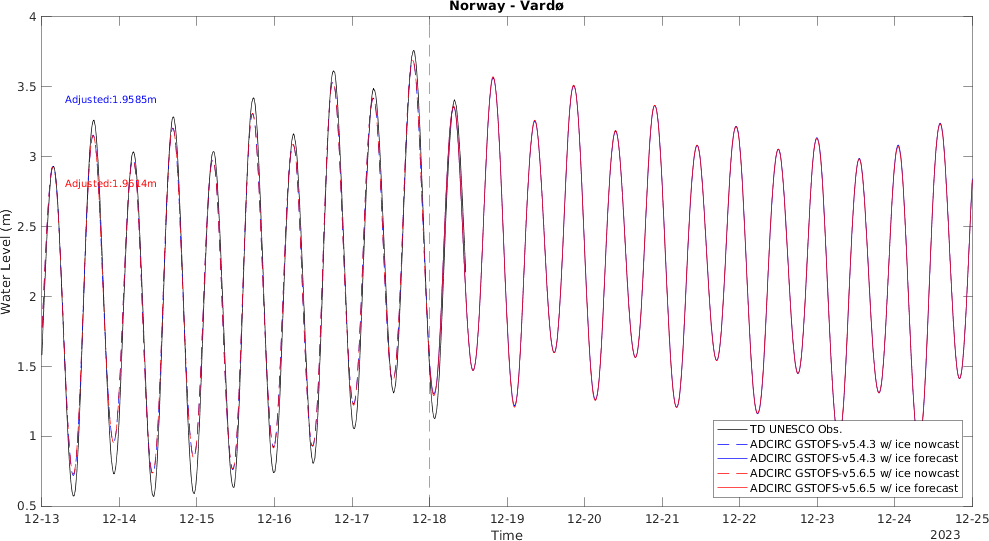 Norway - Vardø
4
3.5
3
2.5
2
1.5
1
0.5
Water Level (m)
Adjusted:1.9585m
Adjusted:1.9514m
TD UNESCO Obs.
ADCIRC GSTOFS-v5.4.3 w/ ice nowcast
ADCIRC GSTOFS-v5.4.3 w/ ice forecast
ADCIRC GSTOFS-v5.6.5 w/ ice nowcast
ADCIRC GSTOFS-v5.6.5 w/ ice forecast
12-13 12-14 12-15 12-16 12-17 12-18 12-19 12-20 12-21 12-22 12-23 12-24 12-25
Time
2023